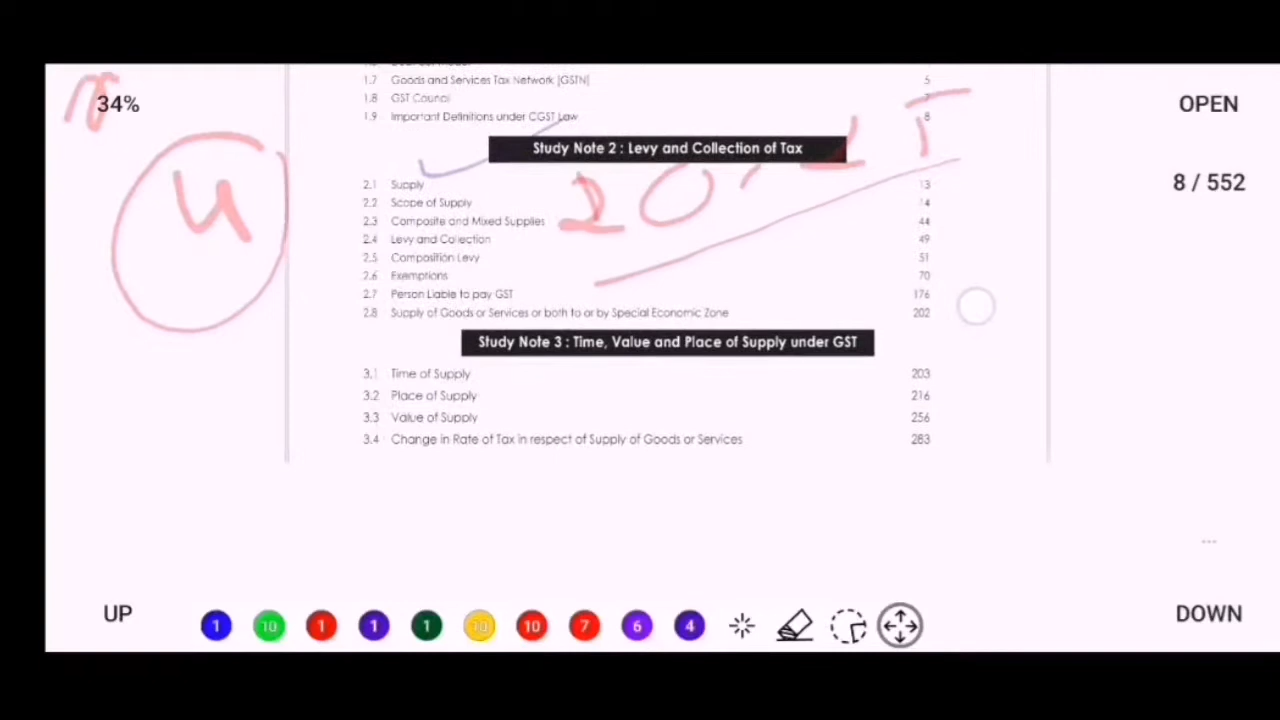 34%
OPEN
8 / 552
1.7 Goods and Services Tax Network (GSTN) 5
1.8 GST Council 7
1.9 Important Definitions under CGST Law 8
Study Note 2 : Levy and Collection of Tax
2.1 Supply 13
2.2 Scope of Supply 14
2.3 Composite and Mixed Supplies 44
2.4 Levy and Collection 49
2.5 Composition Levy 51
2.6 Exemptions 70
2.7 Person Liable to pay GST 176
2.8 Supply of Goods or Services or both to or by Special Economic Zone 202
Study Note 3 : Time, Value and Place of Supply under GST
3.1 Time of Supply 203
3.2 Place of Supply 216
3.3 Value of Supply 256
3.4 Change in Rate of Tax in respect of Supply of Goods or Services 283
4
UP
1 10 1 1 1 10 10 7 6 4
DOWN